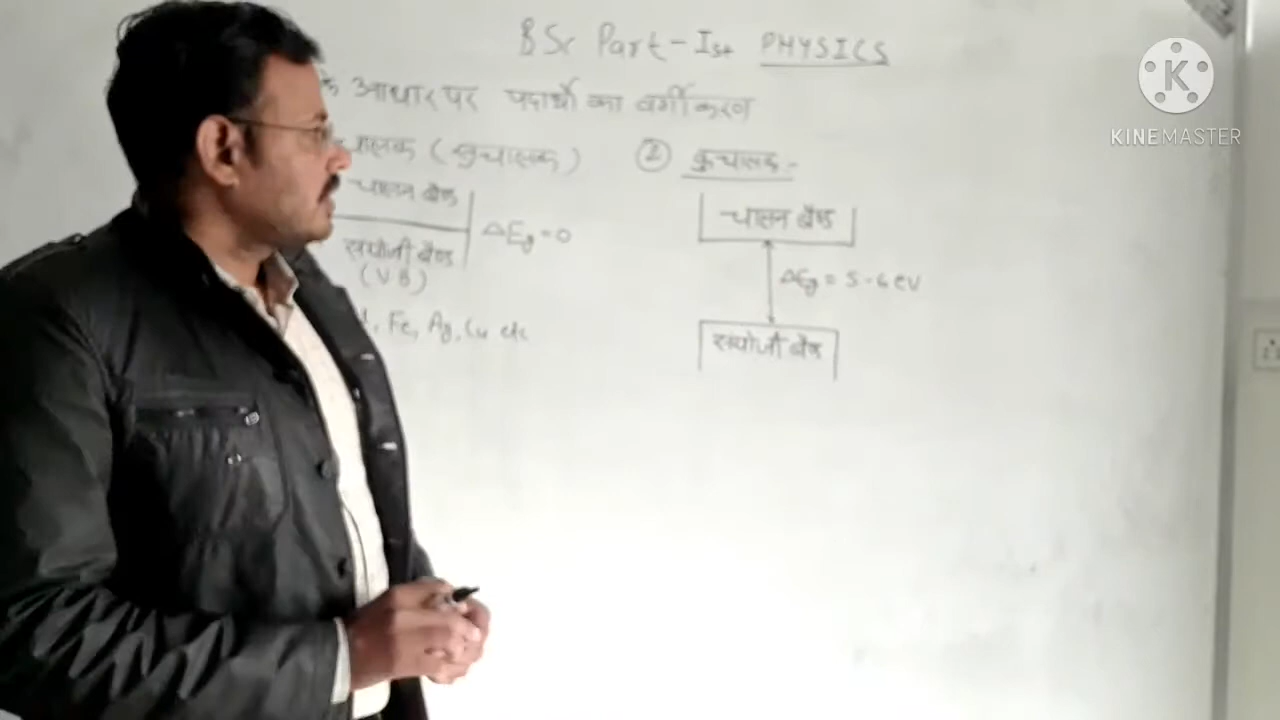 BSc Part-Ist PHYSICS
के आधार पर पदार्थो का वर्गीकरण
चालक (सुचालक)
चालन बैण्ड
ΔEg = 0
संयोजी बैण्ड
(VB)
, Fe, Ag, Cu etc
② कुचालक :-
चालन बैण्ड
ΔEg = 5-6 eV
संयोजी बैण्ड
KINEMASTER